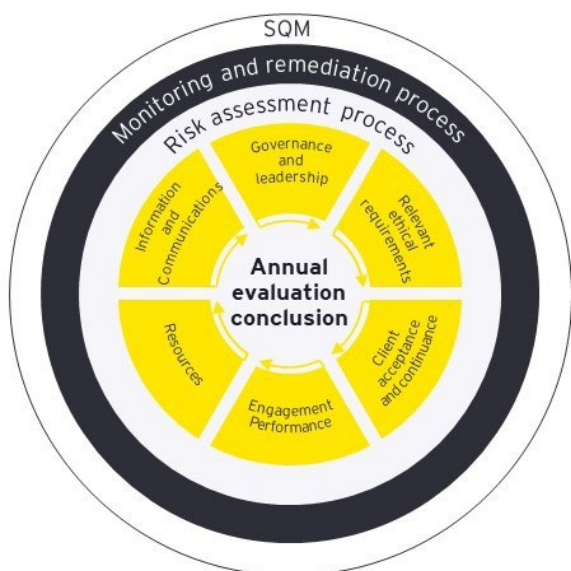 SQM
Monitoring and remediation process
Risk assessment process
Governance
and
leadership
Relevant
ethical
requirements
Client
acceptance
and continuance
Engagement
Performance
Resources
Information
and
Communications
Annual
evaluation
conclusion